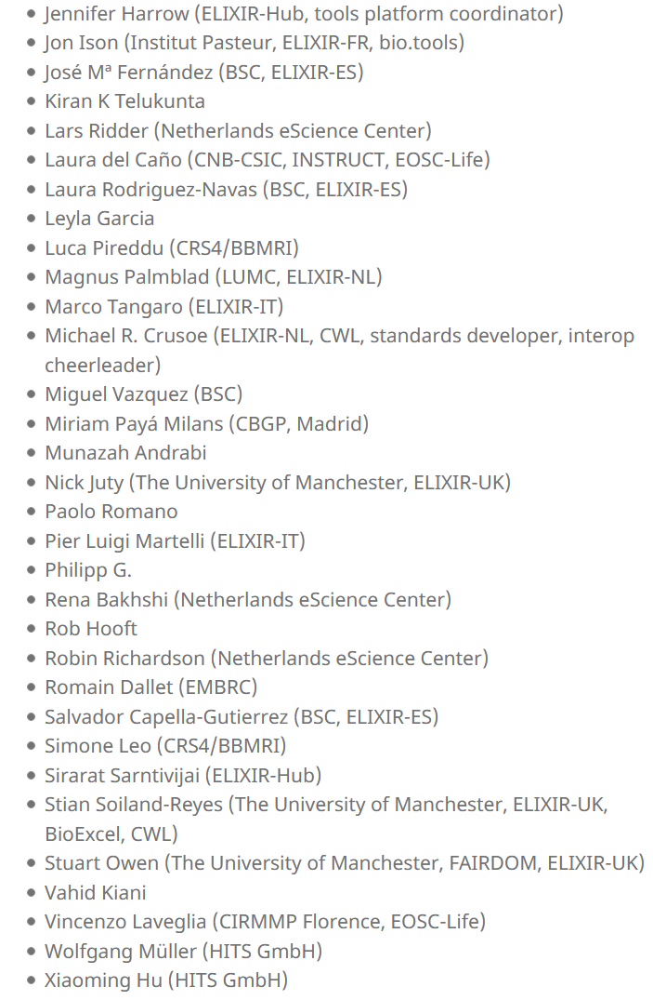 Jennifer Harrow (ELIXIR-Hub, tools platform coordinator)
Jon Ison (Institut Pasteur, ELIXIR-FR, bio.tools)
José Mª Fernández (BSC, ELIXIR-ES)
Kiran K Telukunta
Lars Ridder (Netherlands eScience Center)
Laura del Caño (CNB-CSIC, INSTRUCT, EOSC-Life)
Laura Rodriguez-Navas (BSC, ELIXIR-ES)
Leyla Garcia
Luca Pireddu (CRS4/BBMRI)
Magnus Palmblad (LUMC, ELIXIR-NL)
Marco Tangaro (ELIXIR-IT)
Michael R. Crusoe (ELIXIR-NL, CWL, standards developer, interop
cheerleader)
Miguel Vazquez (BSC)
Miriam Payá Milans (CBGP, Madrid)
Munazah Andrabi
Nick Juty (The University of Manchester, ELIXIR-UK)
Paolo Romano
Pier Luigi Martelli (ELIXIR-IT)
Philipp G.
Rena Bakhshi (Netherlands eScience Center)
Rob Hooft
Robin Richardson (Netherlands eScience Center)
Romain Dallet (EMBRC)
Salvador Capella-Gutierrez (BSC, ELIXIR-ES)
Simone Leo (CRS4/BBMRI)
Sirarat Sarntivijai (ELIXIR-Hub)
Stian Soiland-Reyes (The University of Manchester, ELIXIR-UK,
BioExcel, CWL)
Stuart Owen (The University of Manchester, FAIRDOM, ELIXIR-UK)
Vahid Kiani
Vincenzo Laveglia (CIRMMP Florence, EOSC-Life)
Wolfgang Müller (HITS GmbH)
Xiaoming Hu (HITS GmbH)